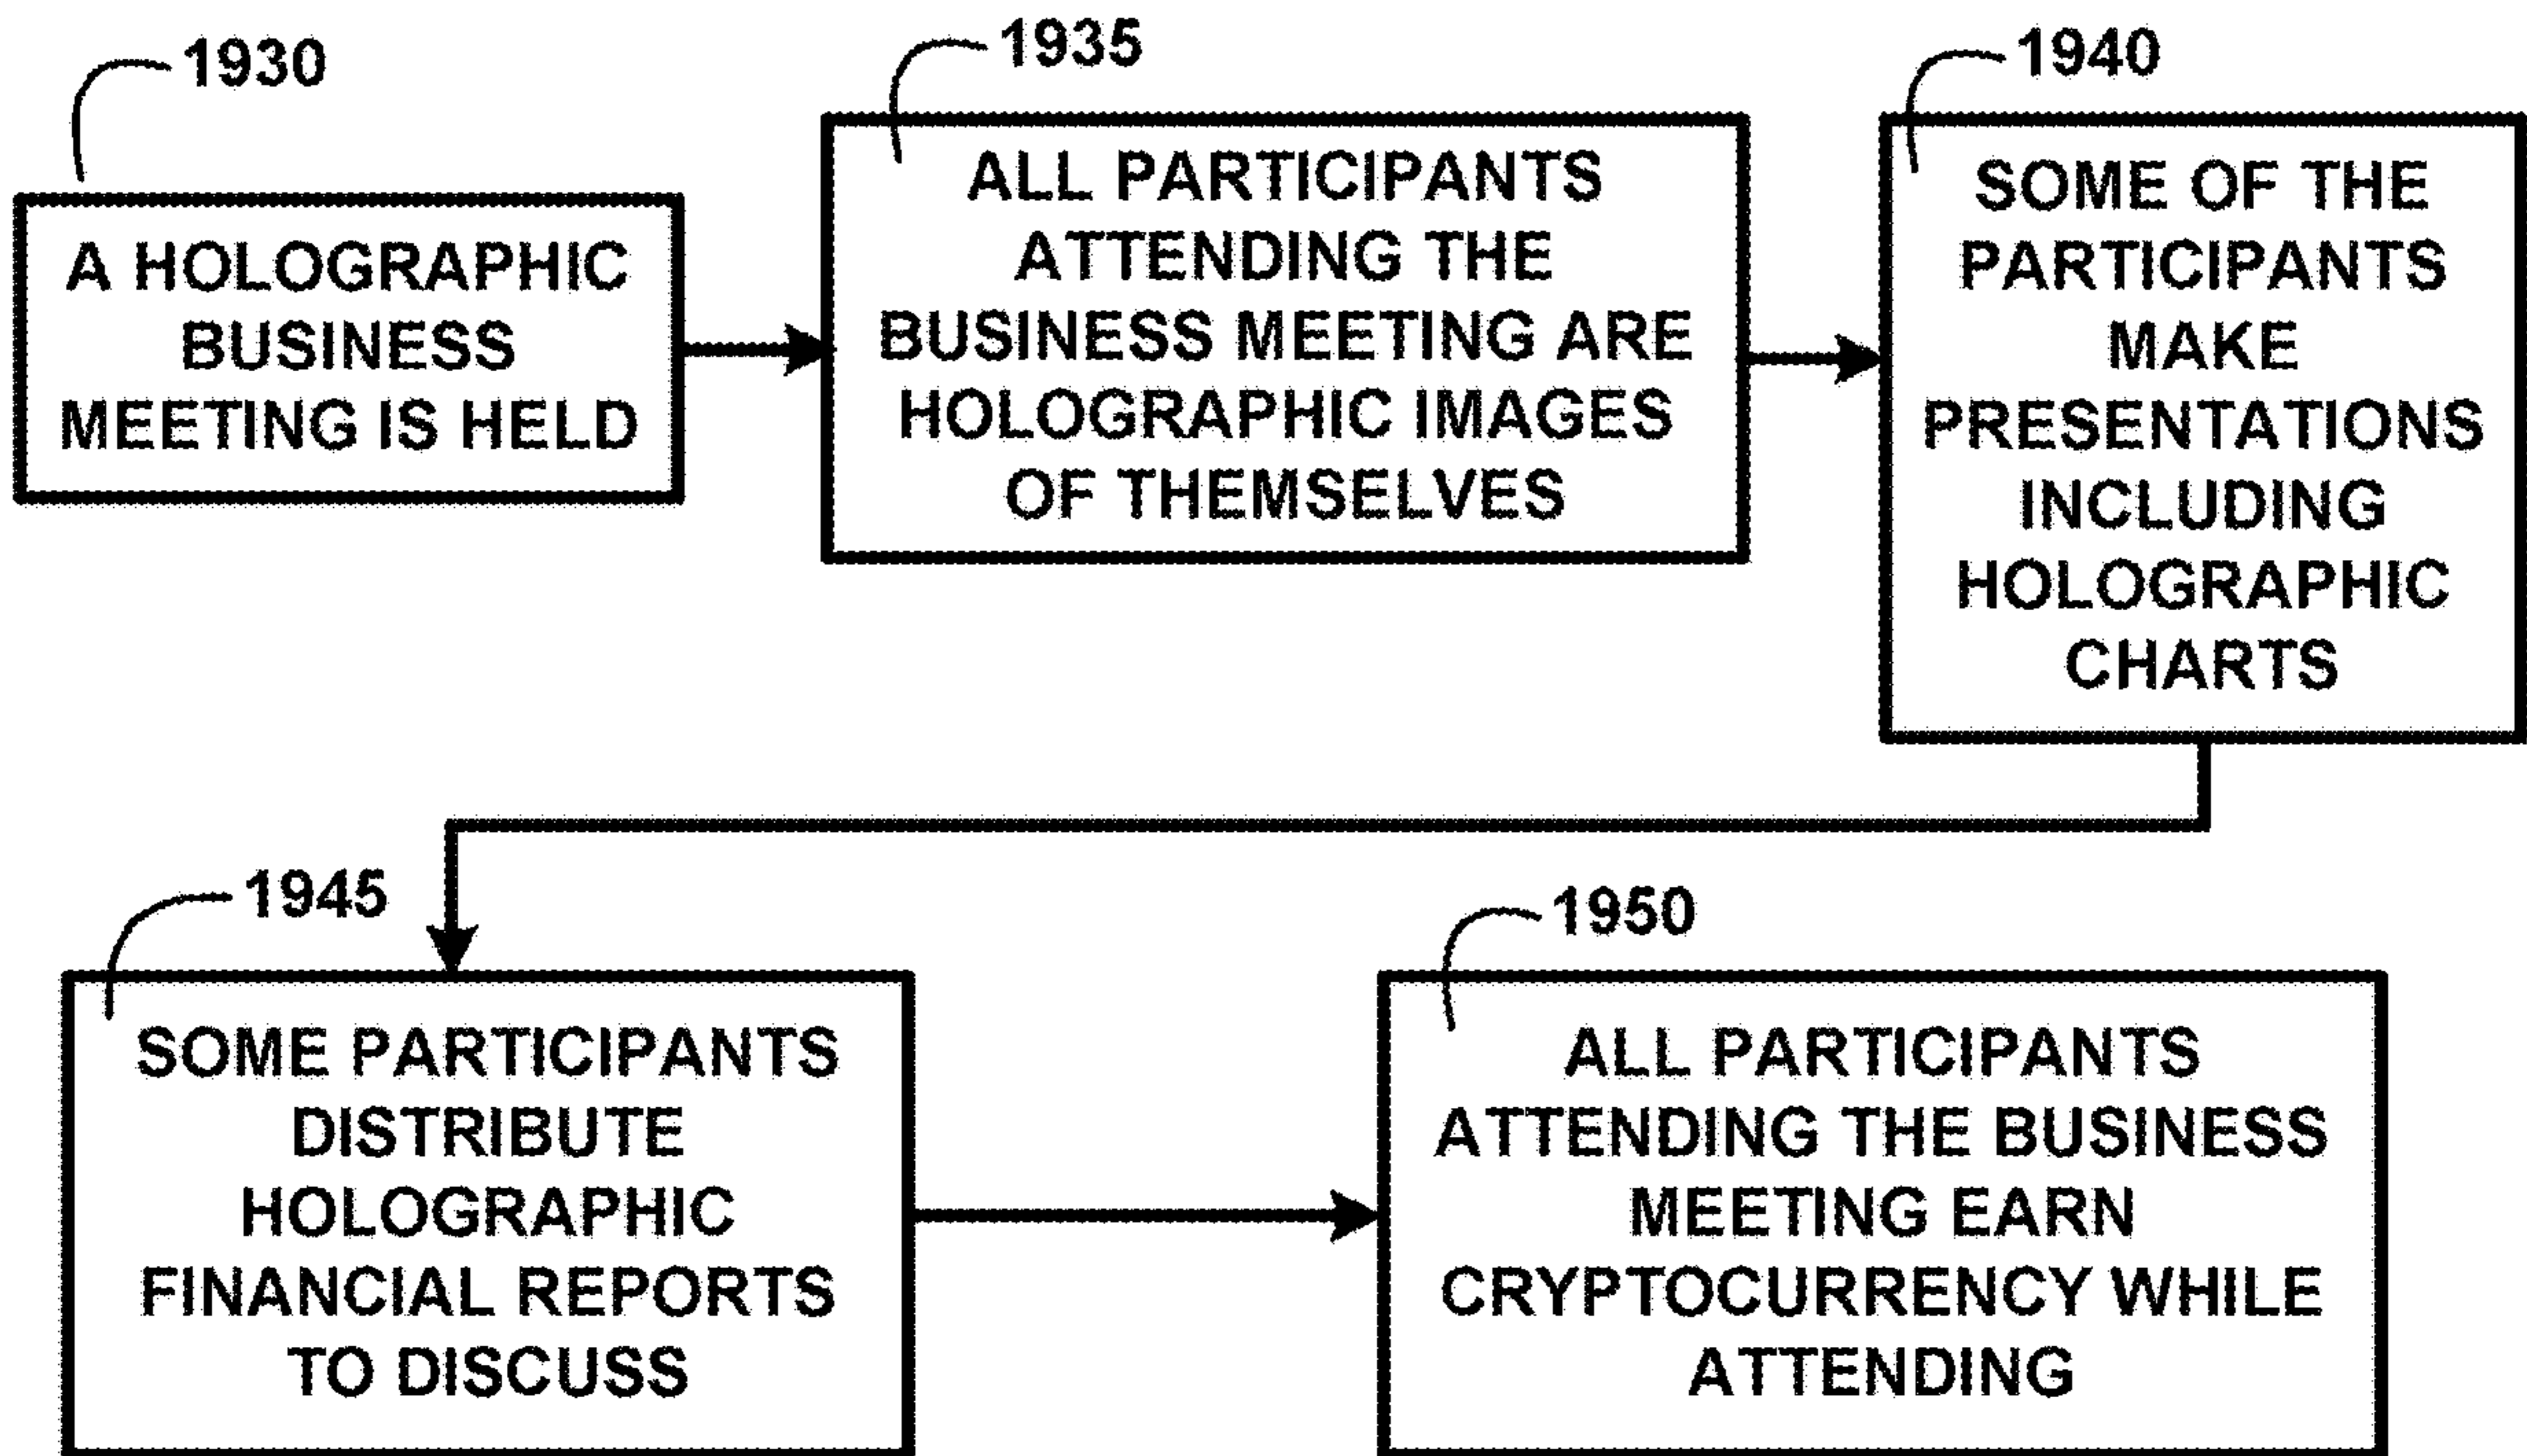 1930
A HOLOGRAPHIC
BUSINESS
MEETING IS HELD
1935
ALL PARTICIPANTS
ATTENDING THE
BUSINESS MEETING ARE
HOLOGRAPHIC IMAGES
OF THEMSELVES
1940
SOME OF THE
PARTICIPANTS
MAKE
PRESENTATIONS
INCLUDING
HOLOGRAPHIC
CHARTS
1945
SOME PARTICIPANTS
DISTRIBUTE
HOLOGRAPHIC
FINANCIAL REPORTS
TO DISCUSS
1950
ALL PARTICIPANTS
ATTENDING THE BUSINESS
MEETING EARN
CRYPTOCURRENCY WHILE
ATTENDING